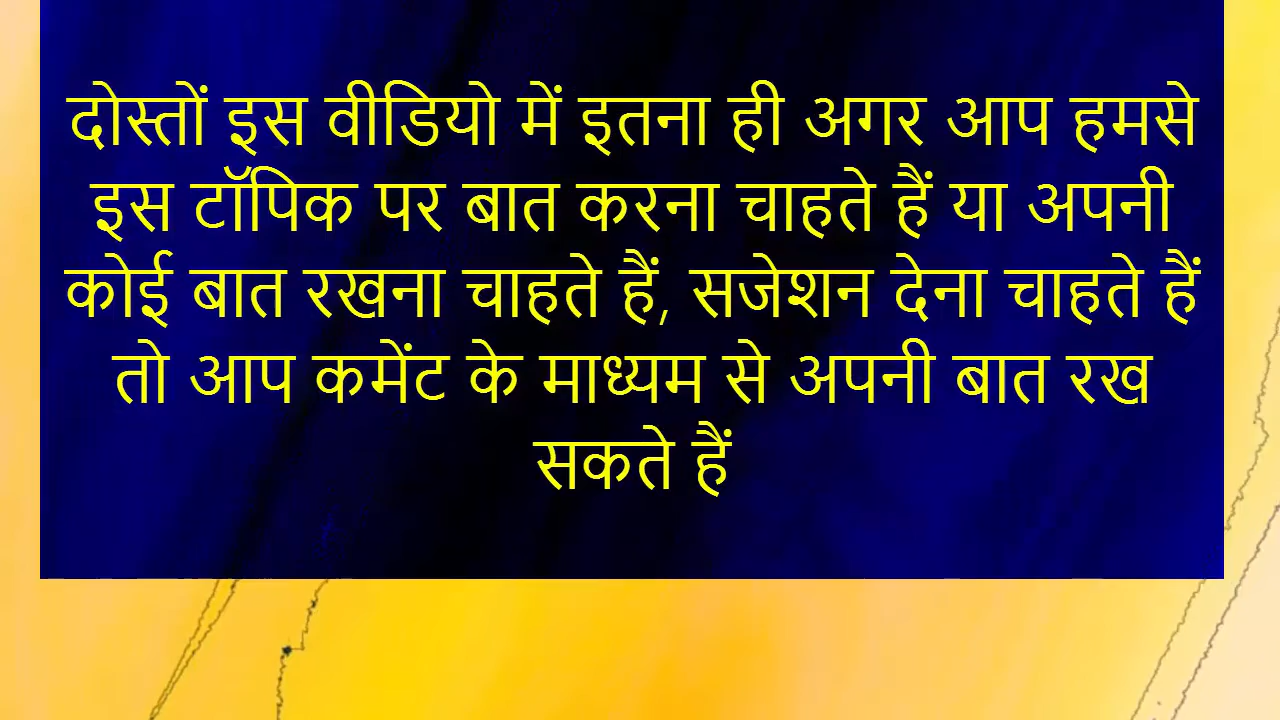 दोस्तों इस वीडियो में इतना ही अगर आप हमसे
इस टॉपिक पर बात करना चाहते हैं या अपनी
कोई बात रखना चाहते हैं, सजेशन देना चाहते हैं
तो आप कमेंट के माध्यम से अपनी बात रख
सकते हैं